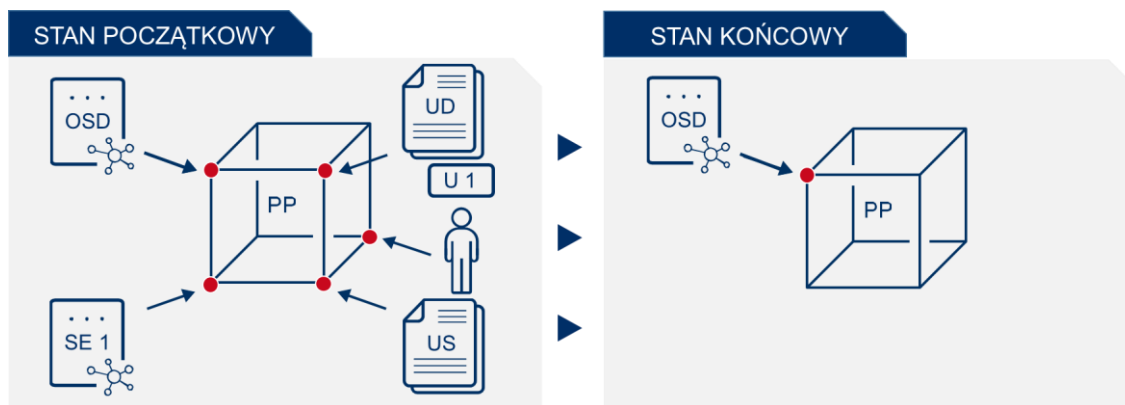 STAN POCZĄTKOWY
OSD
UD
U 1
PP
SE 1
US
STAN KOŃCOWY
OSD
PP